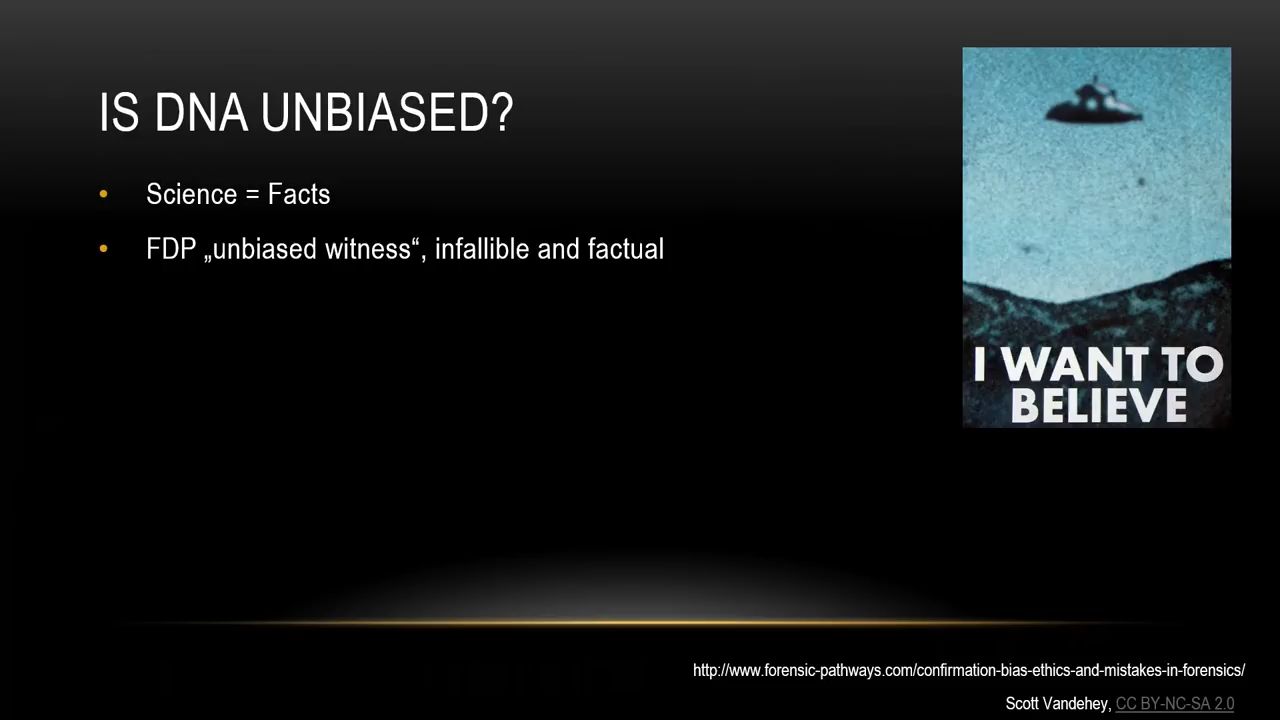 IS DNA UNBIASED?
• Science = Facts
• FDP „unbiased witness“, infallible and factual
I WANT TO
BELIEVE
http://www.forensic-pathways.com/confirmation-bias-ethics-and-mistakes-in-forensics/
Scott Vandehey, CC BY-NC-SA 2.0